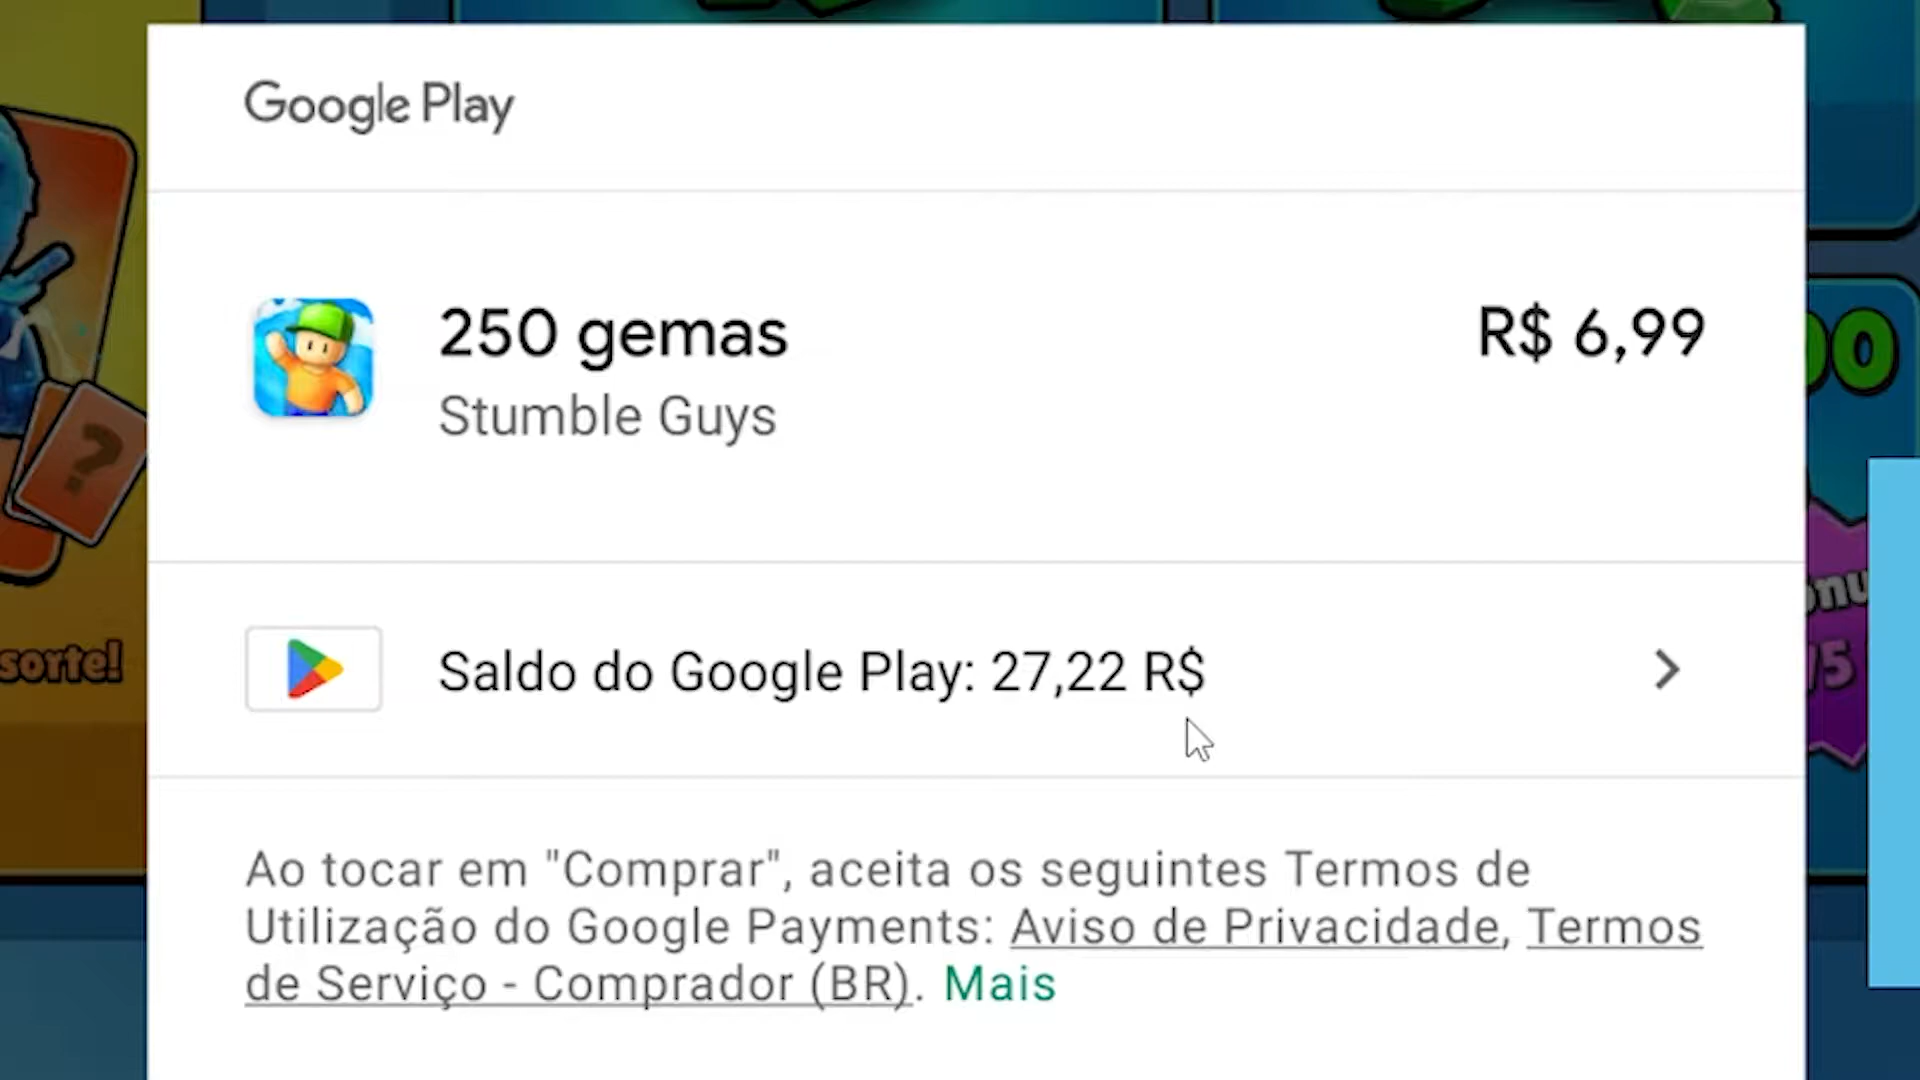 Google Play
250 gemas
R$ 6,99
Stumble Guys
?
sorte!
Saldo do Google Play: 27,22 R$
Ao tocar em "Comprar", aceita os seguintes Termos de
Utilização do Google Payments: Aviso de Privacidade, Termos
de Serviço - Comprador (BR). Mais